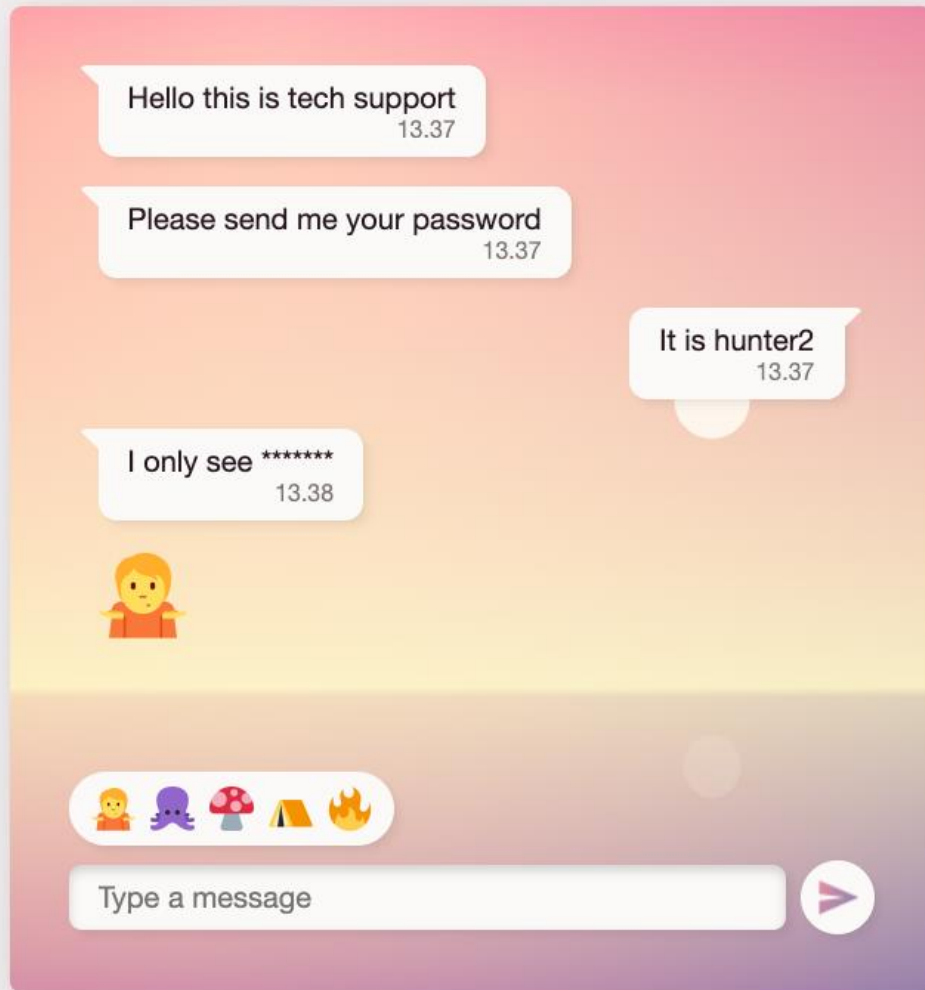 Hello this is tech support
13.37
Please send me your password
13.37
It is hunter2
13.37
I only see *******
13.38
Type a message